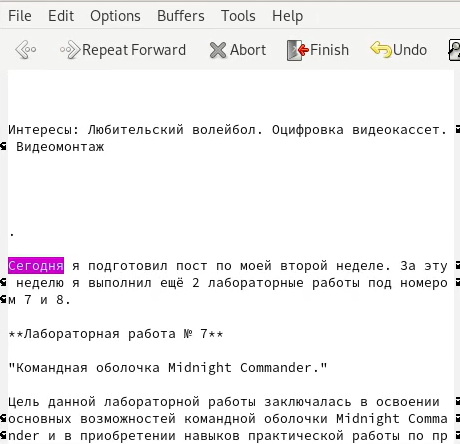 File Edit Options Buffers Tools Help
Repeat Forward Abort Finish Undo
Интересы: Любительский волейбол. Оцифровка видеокассет.
Видеомонтаж
.
Сегодня я подготовил пост по моей второй неделе. За эту
неделю я выполнил ещё 2 лабораторные работы под номеро
м 7 и 8.
**Лабораторная работа № 7**
"Командная оболочка Midnight Commander."
Цель данной лабораторной работы заключалась в освоении
основных возможностей командной оболочки Midnight Comma
nder и в приобретении навыков практической работы по пр